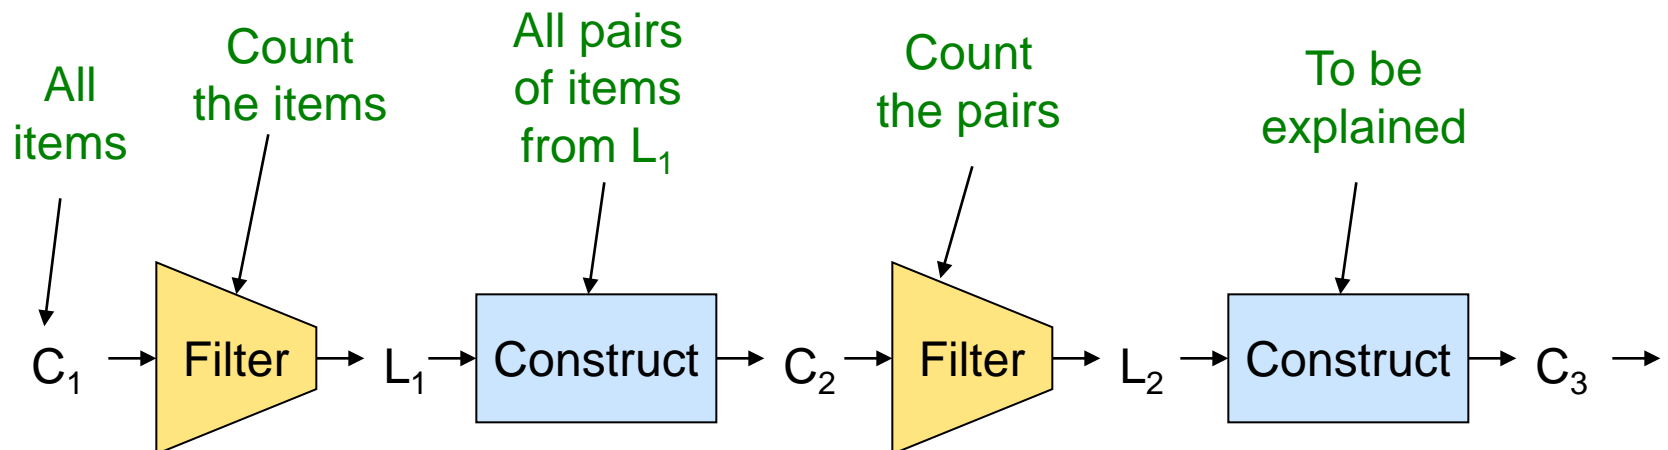 All
items
Count
the items
All pairs
of items
from L₁
Count
the pairs
To be
explained
C₁
Filter
L₁
Construct
C₂
Filter
L₂
Construct
C₃